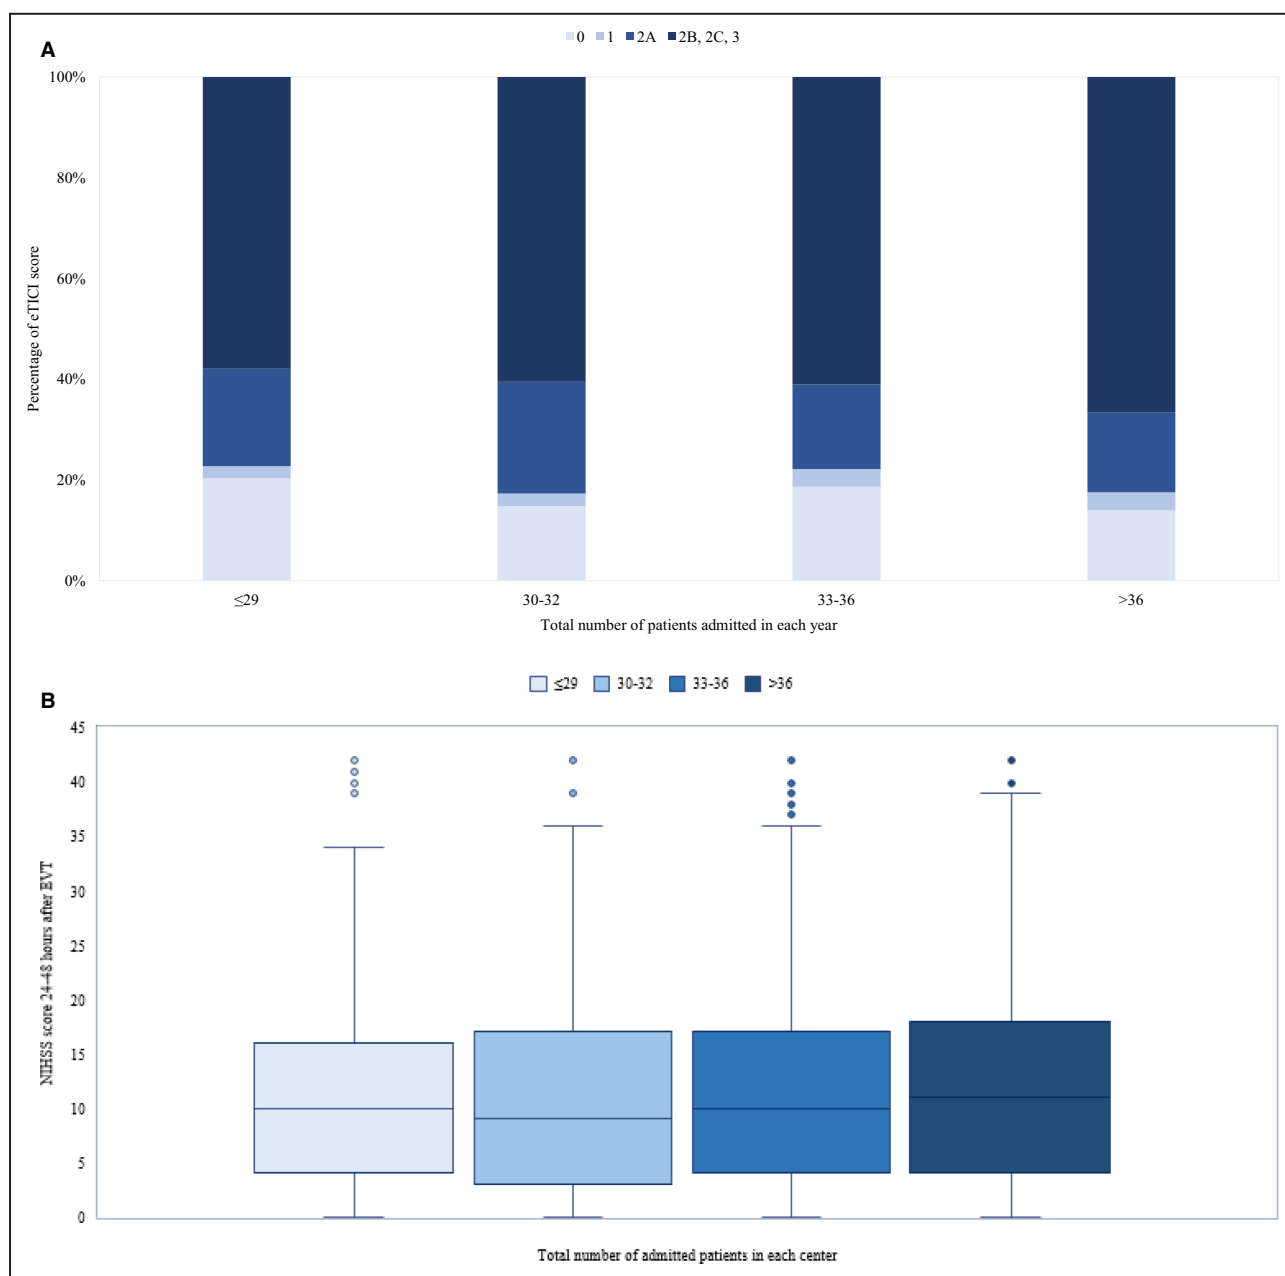 A
0 1 2A 2B, 2C, 3
100%
80%
60%
40%
20%
0%
Percentage of eTICI score
≤29 30-32 33-36 >36
Total number of patients admitted in each year
B
≤29 30-32 33-36 >36
45
40
35
30
25
20
15
10
5
0
NIHSS score 24-48 hours after EVT
Total number of admitted patients in each center